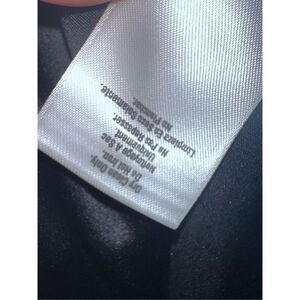 Dry Clean Only.
Do Not Iron.
Nettoyage A Sec
Uniquement.
Ne Pas Repasser.
Limpieza En Seco Solamente.
No Planchar.